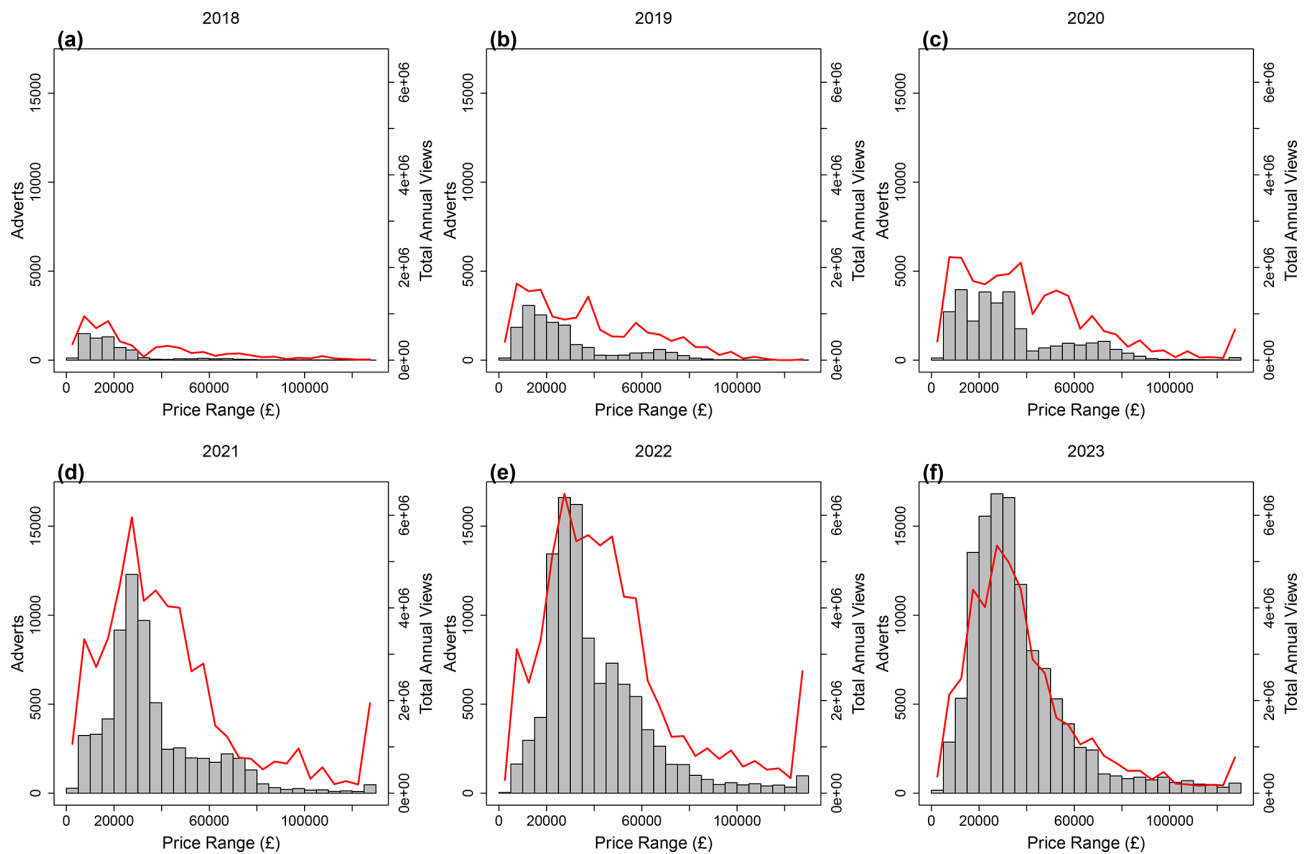 2018
(a)
15000
10000
5000
0
Adverts
6e+06
4e+06
2e+06
0e+00
Total Annual Views
0 20000 60000 100000
Price Range (£)
2019
(b)
15000
10000
5000
0
Adverts
6e+06
4e+06
2e+06
0e+00
Total Annual Views
0 20000 60000 100000
Price Range (£)
2020
(c)
15000
10000
5000
0
Adverts
6e+06
4e+06
2e+06
0e+00
Total Annual Views
0 20000 60000 100000
Price Range (£)
2021
(d)
15000
10000
5000
0
Adverts
6e+06
4e+06
2e+06
0e+00
Total Annual Views
0 20000 60000 100000
Price Range (£)
2022
(e)
15000
10000
5000
0
Adverts
6e+06
4e+06
2e+06
0e+00
Total Annual Views
0 20000 60000 100000
Price Range (£)
2023
(f)
15000
10000
5000
0
Adverts
6e+06
4e+06
2e+06
0e+00
Total Annual Views
0 20000 60000 100000
Price Range (£)